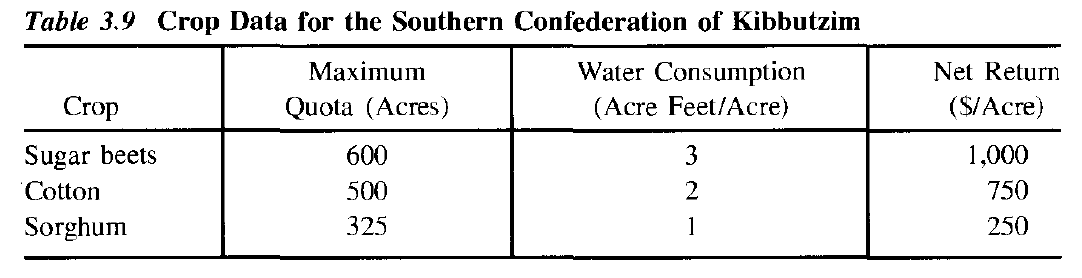 Table 3.9 Crop Data for the Southern Confederation of Kibbutzim
Maximum Water Consumption Net Return
Crop Quota (Acres) (Acre Feet/Acre) ($/Acre)
Sugar beets 600 3 1,000
Cotton 500 2 750
Sorghum 325 1 250